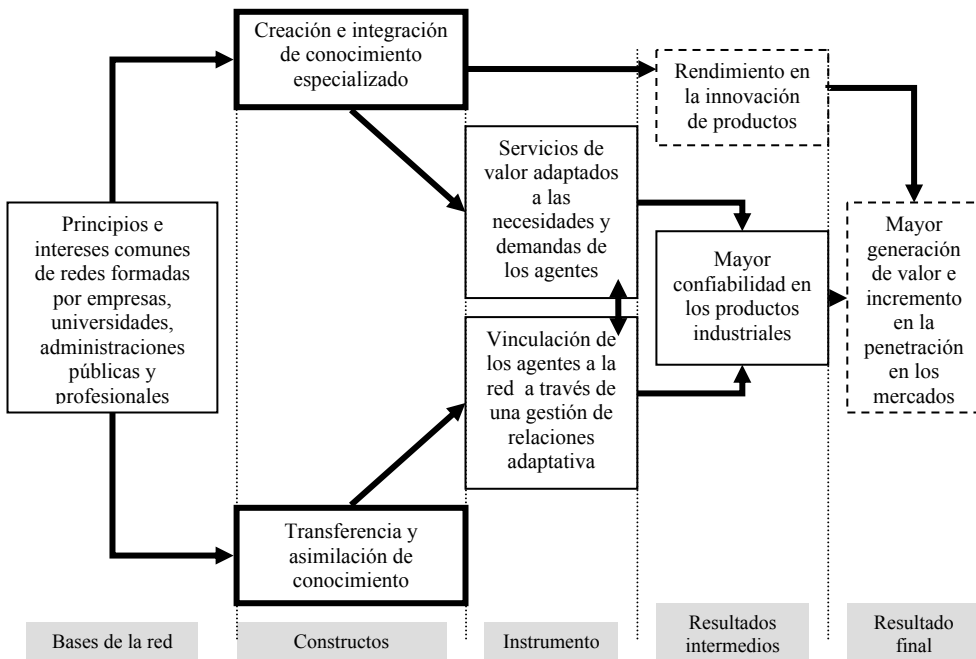 Creación e integración
de conocimiento
especializado
Rendimiento en
la innovación
de productos
Servicios de
valor adaptados
a las
necesidades y
demandas de
los agentes
Principios e
intereses comunes
de redes formadas
por empresas,
universidades,
administraciones
públicas y
profesionales
Mayor
confiabilidad en
los productos
industriales
Mayor
generación
de valor e
incremento
en la
penetración
en los
mercados
Vinculación de
los agentes a la
red a través de
una gestión de
relaciones
adaptativa
Transferencia y
asimilación de
conocimiento
Bases de la red
Constructos
Instrumento
Resultados
intermedios
Resultado
final